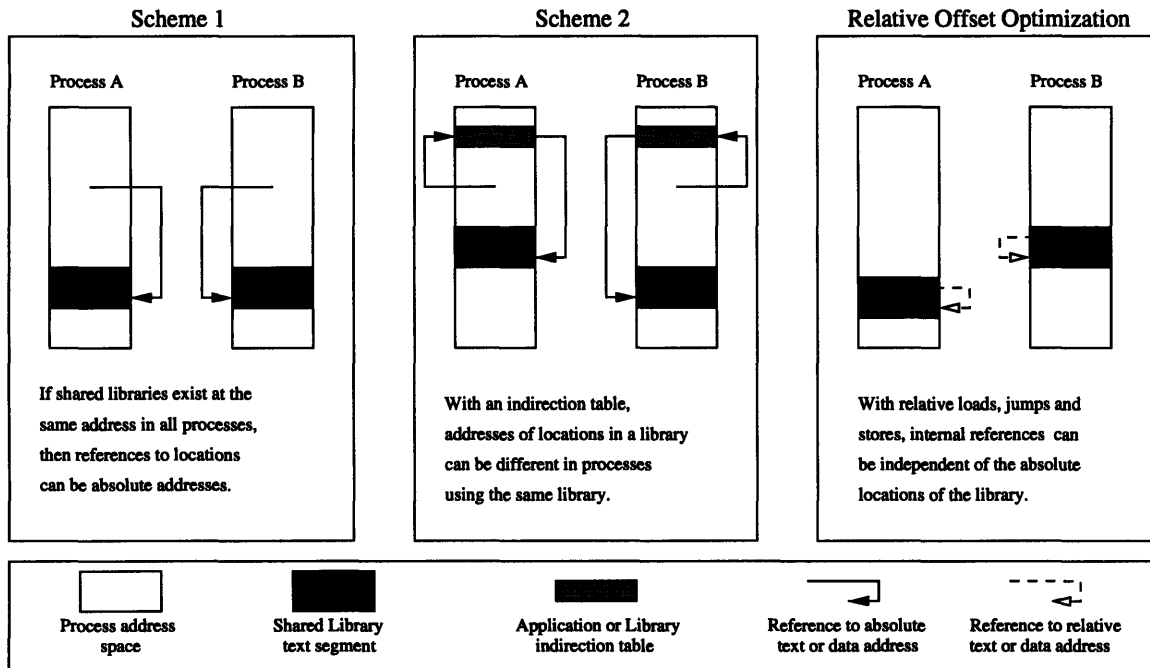 Scheme 1
Scheme 2
Relative Offset Optimization
Process A
Process B
If shared libraries exist at the
same address in all processes,
then references to locations
can be absolute addresses.
Process A
Process B
With an indirection table,
addresses of locations in a library
can be different in processes
using the same library.
Process A
Process B
With relative loads, jumps and
stores, internal references can
be independent of the absolute
locations of the library.
Process address
space
Shared Library
text segment
Application or Library
indirection table
Reference to absolute
text or data address
Reference to relative
text or data address